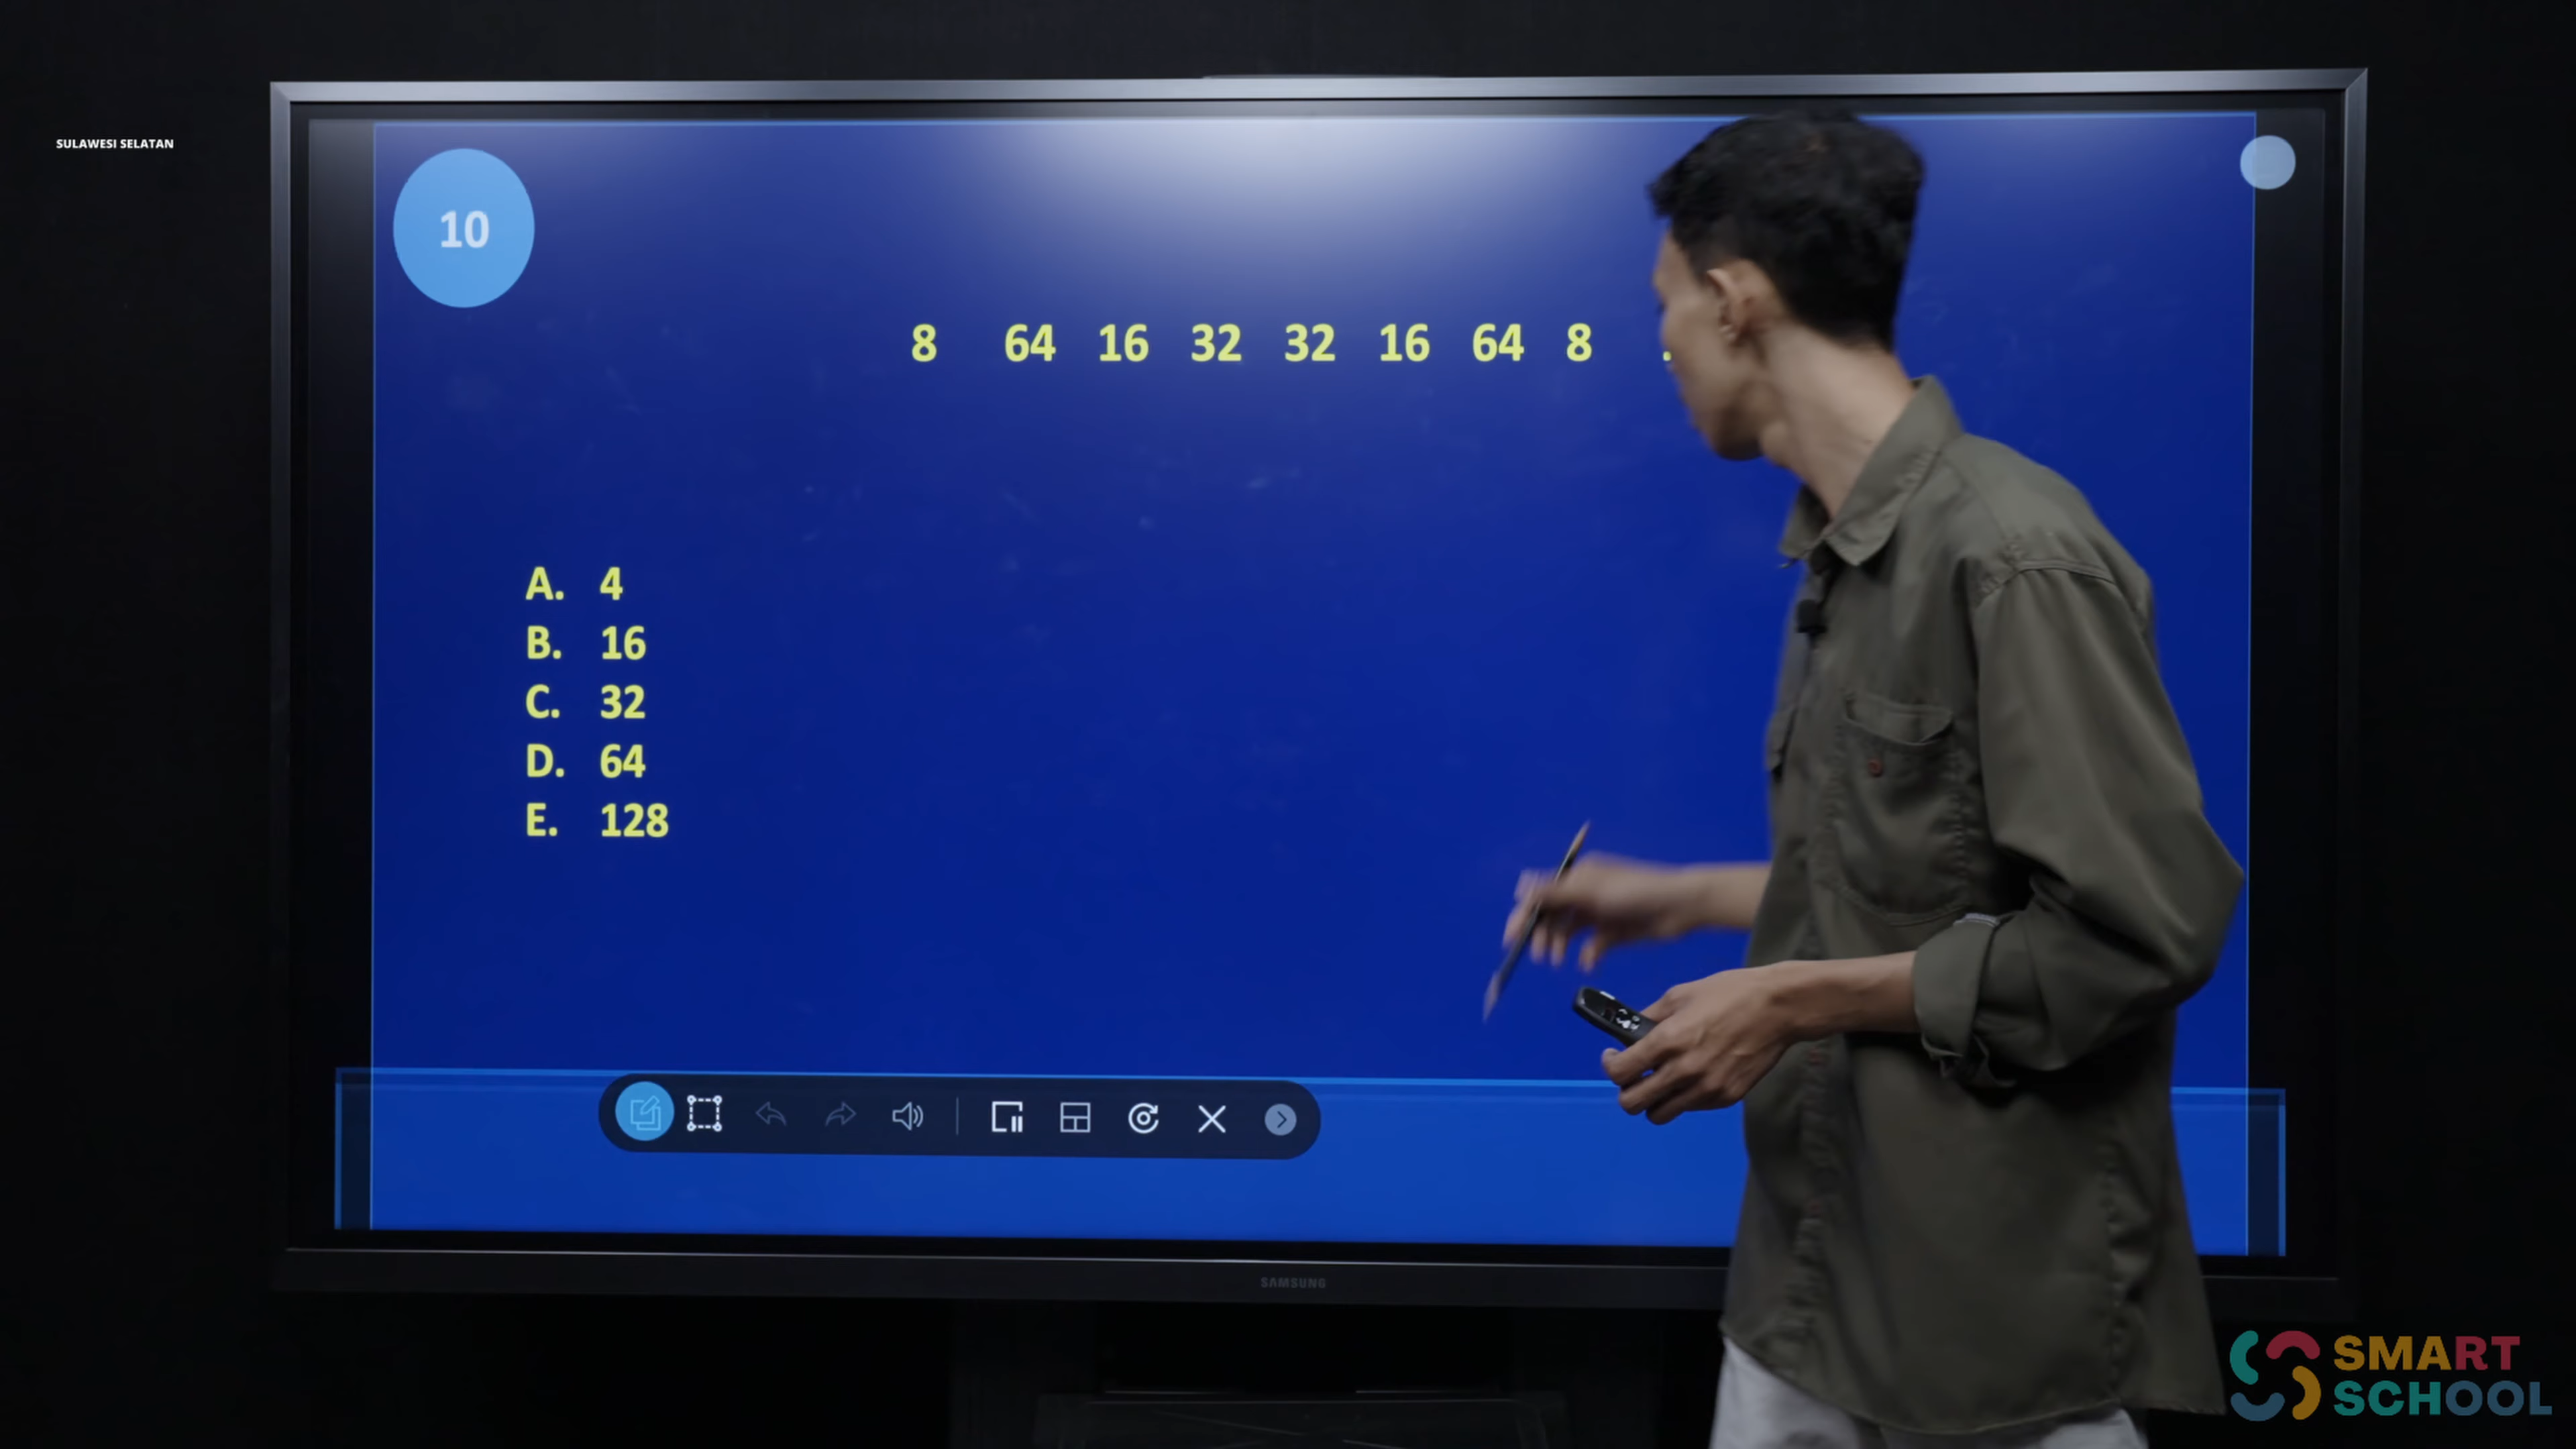 SULAWESI SELATAN
10
8 64 16 32 32 16 64 8
A. 4
B. 16
C. 32
D. 64
E. 128
SAMSUNG
SMART
SCHOOL